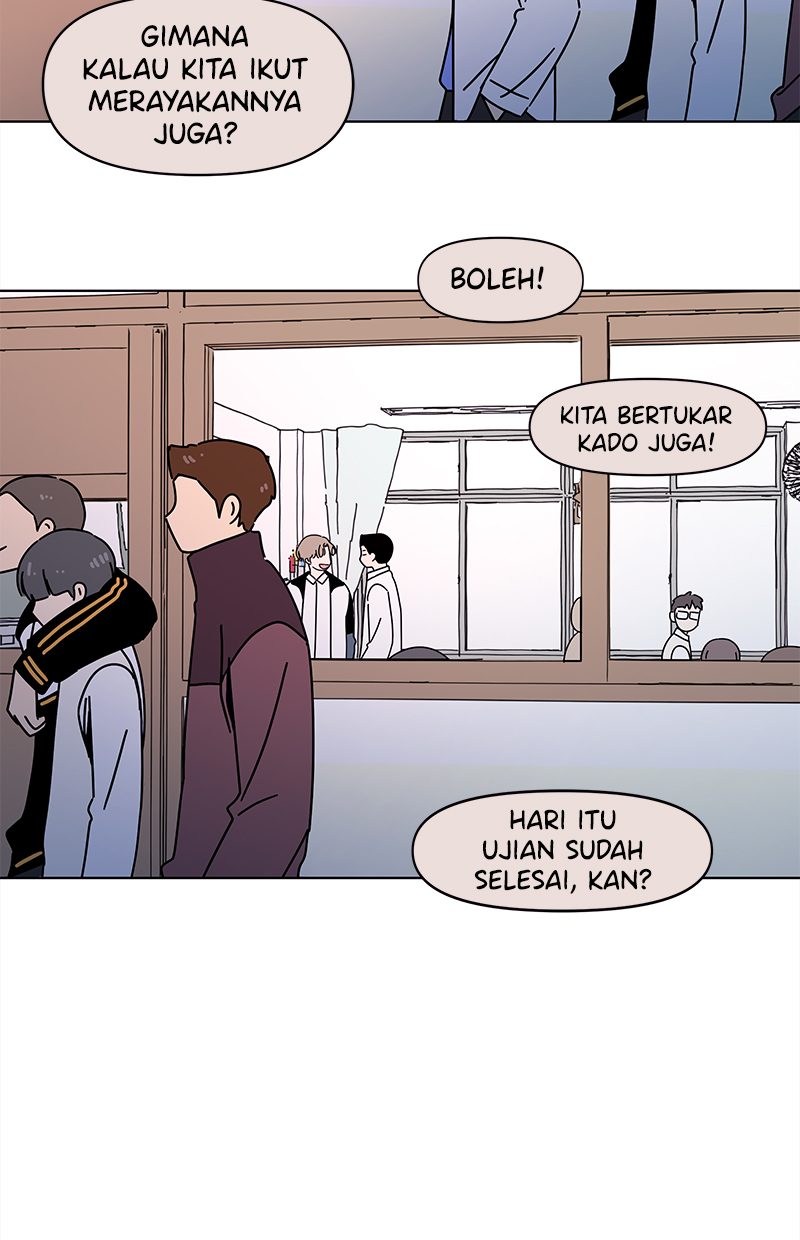 GIMANA
KALAU KITA IKUT
MERAYAKANNYA
JUGA?
BOLEH!
KITA BERTUKAR
KADO JUGA!
HARI ITU
UJIAN SUDAH
SELESAI, KAN?